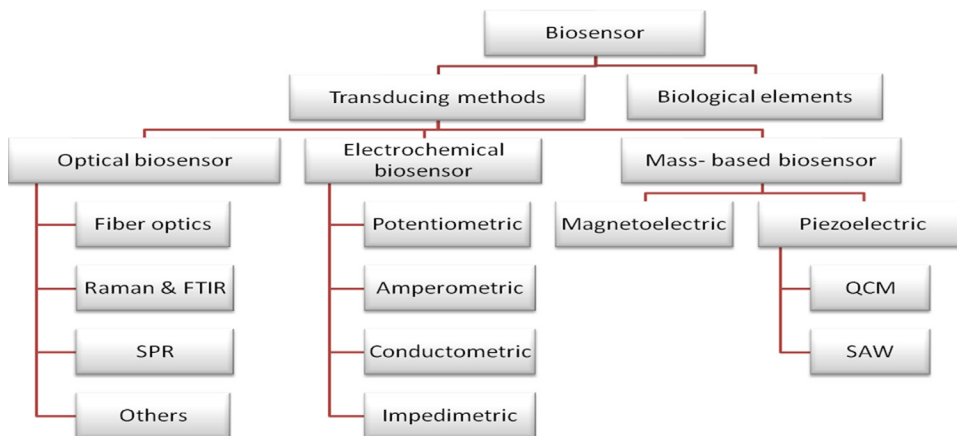 Biosensor
Transducing methods
Biological elements
Optical biosensor
Electrochemical
biosensor
Mass- based biosensor
Fiber optics
Raman & FTIR
SPR
Others
Potentiometric
Amperometric
Conductometric
Impedimetric
Magnetoelectric
Piezoelectric
QCM
SAW